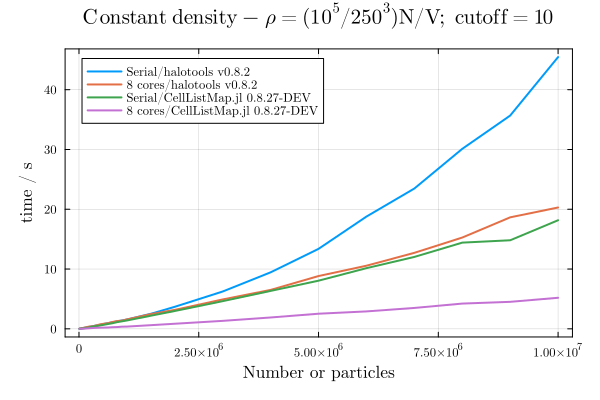 Constant density − ρ = (10⁵/250³)N/V; cutoff = 10
Serial/halotools v0.8.2
8 cores/halotools v0.8.2
Serial/CellListMap.jl 0.8.27-DEV
8 cores/CellListMap.jl 0.8.27-DEV
time / s
40
30
20
10
0
0 2.50×10⁶ 5.00×10⁶ 7.50×10⁶ 1.00×10⁷
Number or particles